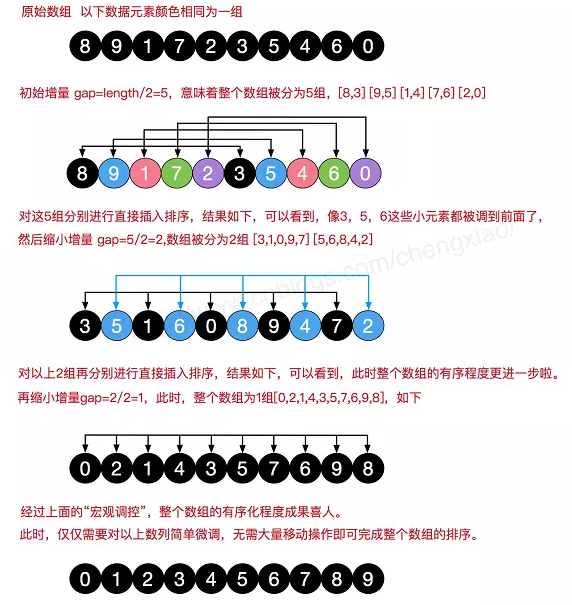 原始数组 以下数据元素颜色相同为一组
8 9 1 7 2 3 5 4 6 0
初始增量 gap=length/2=5，意味着整个数组被分为5组，[8,3] [9,5] [1,4] [7,6] [2,0]
8 9 1 7 2 3 5 4 6 0
对这5组分别进行直接插入排序，结果如下，可以看到，像3，5，6这些小元素都被调到前面了，
然后缩小增量 gap=5/2=2,数组被分为2组 [3,1,0,9,7] [5,6,8,4,2]
cnblogs.com/chengxiao/
3 5 1 6 0 8 9 4 7 2
对以上2组再分别进行直接插入排序，结果如下，可以看到，此时整个数组的有序程度更进一步啦。
再缩小增量gap=2/2=1，此时，整个数组为1组[0,2,1,4,3,5,7,6,9,8]，如下
0 2 1 4 3 5 7 6 9 8
经过上面的“宏观调控”，整个数组的有序化程度成果喜人。
此时，仅仅需要对以上数列简单微调，无需大量移动操作即可完成整个数组的排序。
0 1 2 3 4 5 6 7 8 9